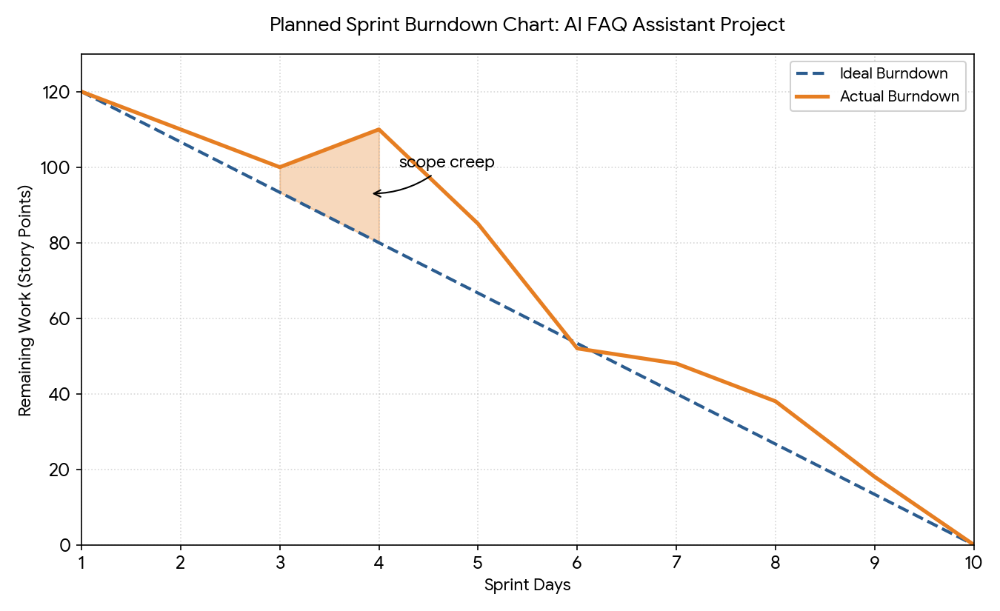 Planned Sprint Burndown Chart: AI FAQ Assistant Project
Ideal Burndown
Actual Burndown
Remaining Work (Story Points)
120
100
80
60
40
20
0
scope creep
1 2 3 4 5 6 7 8 9 10
Sprint Days